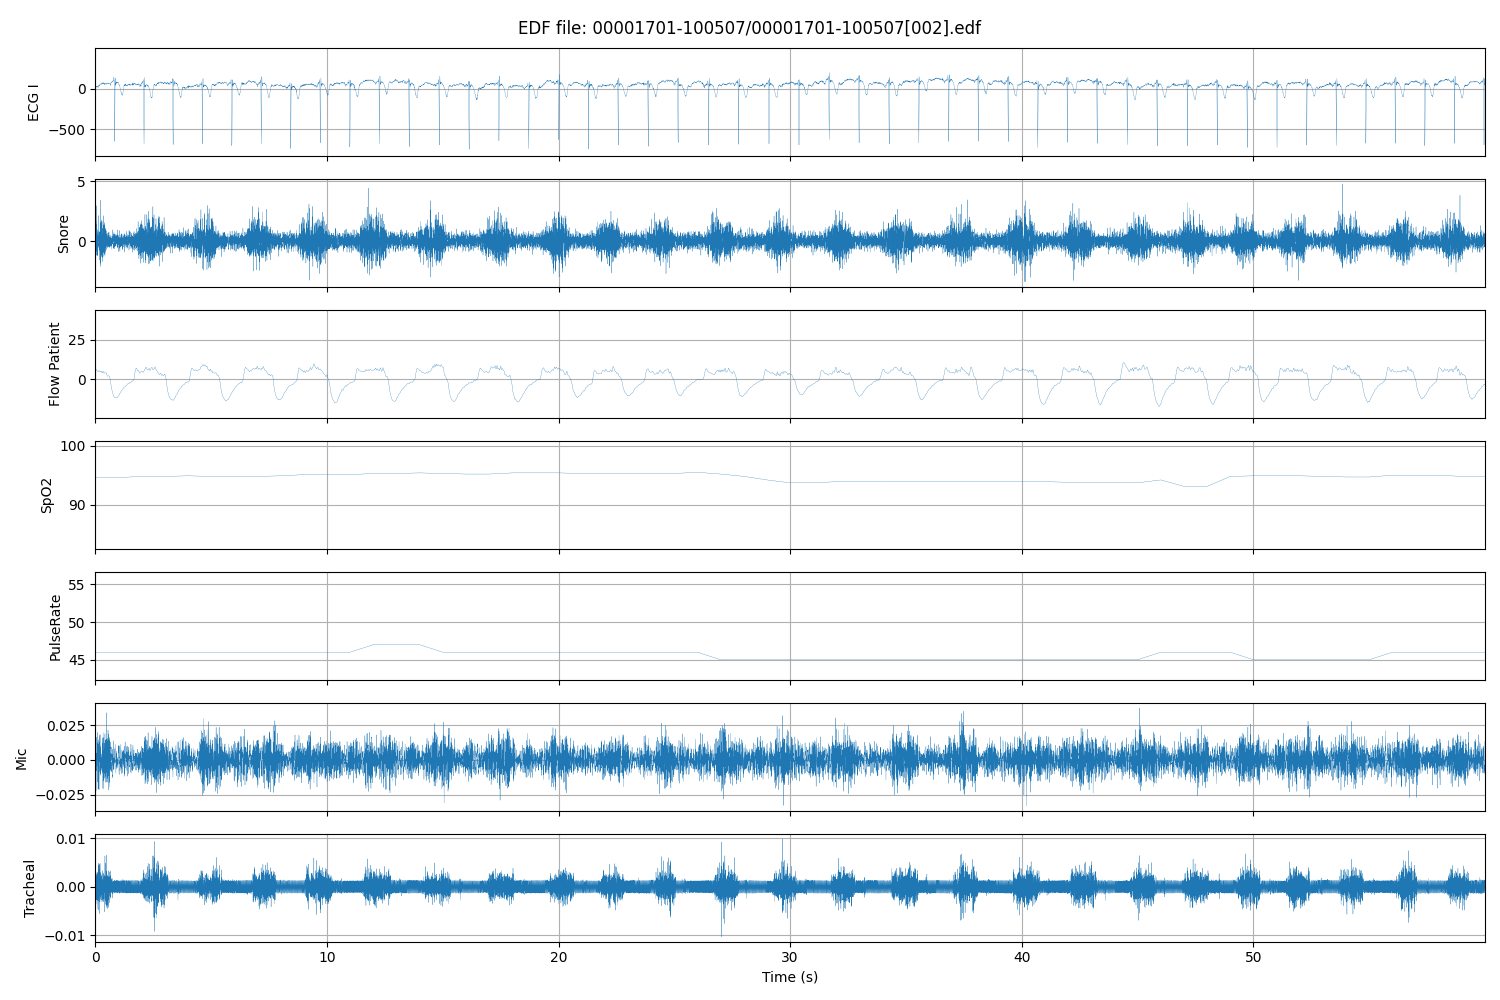 EDF file: 00001701-100507/00001701-100507[002].edf
ECG I
0
−500
Snore
5
0
Flow Patient
25
0
SpO2
100
90
PulseRate
55
50
45
Mic
0.025
0.000
−0.025
Tracheal
0.01
0.00
−0.01
0 10 20 30 40 50
Time (s)